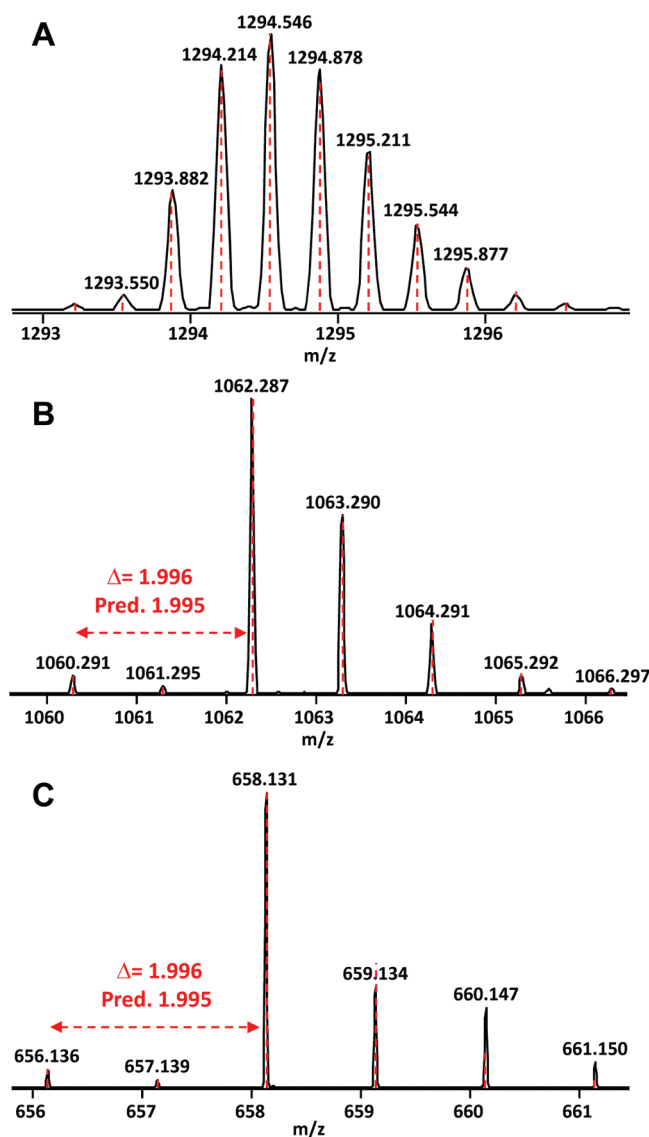 A
1294.546
1294.214
1294.878
1295.211
1293.882
1295.544
1295.877
1293.550
1293 1294 1295 1296
m/z
B
1062.287
1063.290
Δ= 1.996
Pred. 1.995
1064.291
1060.291
1061.295
1065.292
1066.297
1060 1061 1062 1063 1064 1065 1066
m/z
C
658.131
Δ= 1.996
Pred. 1.995
659.134
660.147
656.136
657.139
661.150
656 657 658 659 660 661
m/z